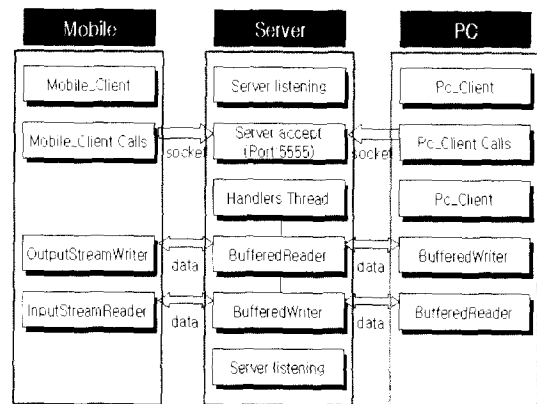 Mobile
Server
PC
Mobile_Client
Server listening
Pc_Client
Mobile_Client Calls
socket
Server accept
(Port:5555)
socket
Pc_Client Calls
Handlers Thread
Pc_Client
OutputStreamWriter
data
BufferedReader
data
BufferedWriter
InputStreamReader
data
BufferedWriter
data
BufferedReader
Server listening